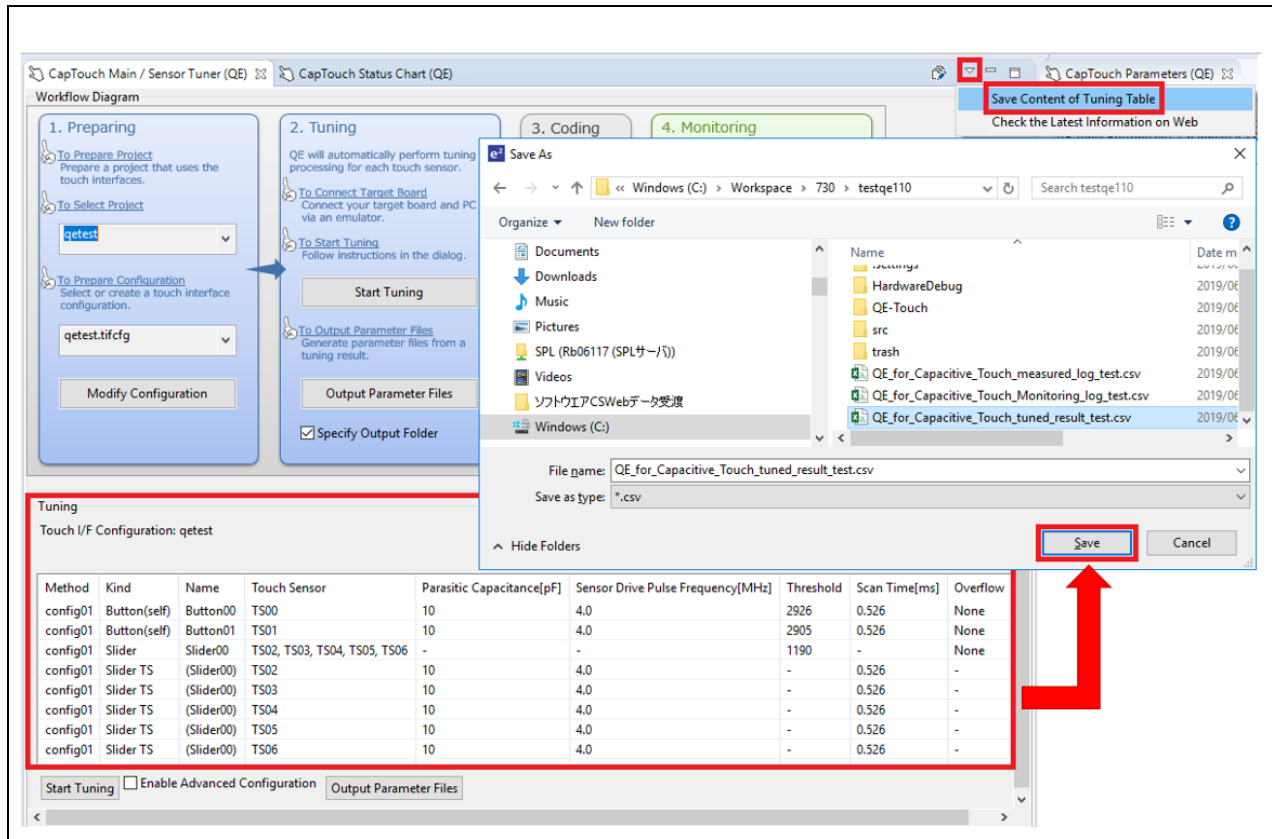 CapTouch Main / Sensor Tuner (QE)
CapTouch Status Chart (QE)
CapTouch Parameters (QE)
Save Content of Tuning Table
Check the Latest Information on Web
Workflow Diagram
1. Preparing
To Prepare Project
Prepare a project that uses the
touch interfaces.
To Select Project
qetest
To Prepare Configuration
Select or create a touch interface
configuration.
qetest.tifcfg
Modify Configuration
2. Tuning
QE will automatically perform tuning
processing for each touch sensor.
To Connect Target Board
Connect your target board and PC
via an emulator.
To Start Tuning
Follow instructions in the dialog.
Start Tuning
To Output Parameter Files
Generate parameter files from a
tuning result.
Output Parameter Files
Specify Output Folder
3. Coding
4. Monitoring
e² Save As
« Windows (C:) › Workspace › 730 › testqe110
Search testqe110
Organize
New folder
Documents
Downloads
Music
Pictures
SPL (Rb06117 (SPLサーバ))
Videos
ソフトウエアCSWebデータ受渡
Windows (C:)
Name Date m
.settings
HardwareDebug 2019/06
QE-Touch 2019/06
src 2019/06
trash 2019/06
QE_for_Capacitive_Touch_measured_log_test.csv 2019/06
QE_for_Capacitive_Touch_Monitoring_log_test.csv 2019/06
QE_for_Capacitive_Touch_tuned_result_test.csv 2019/06
File name: QE_for_Capacitive_Touch_tuned_result_test.csv
Save as type: *.csv
Hide Folders
Save
Cancel
Tuning
Touch I/F Configuration: qetest
Method Kind Name Touch Sensor Parasitic Capacitance[pF] Sensor Drive Pulse Frequency[MHz] Threshold Scan Time[ms] Overflow
config01 Button(self) Button00 TS00 10 4.0 2926 0.526 None
config01 Button(self) Button01 TS01 10 4.0 2905 0.526 None
config01 Slider Slider00 TS02, TS03, TS04, TS05, TS06 - - 1190 - None
config01 Slider TS (Slider00) TS02 10 4.0 - 0.526 -
config01 Slider TS (Slider00) TS03 10 4.0 - 0.526 -
config01 Slider TS (Slider00) TS04 10 4.0 - 0.526 -
config01 Slider TS (Slider00) TS05 10 4.0 - 0.526 -
config01 Slider TS (Slider00) TS06 10 4.0 - 0.526 -
Start Tuning
Enable Advanced Configuration
Output Parameter Files